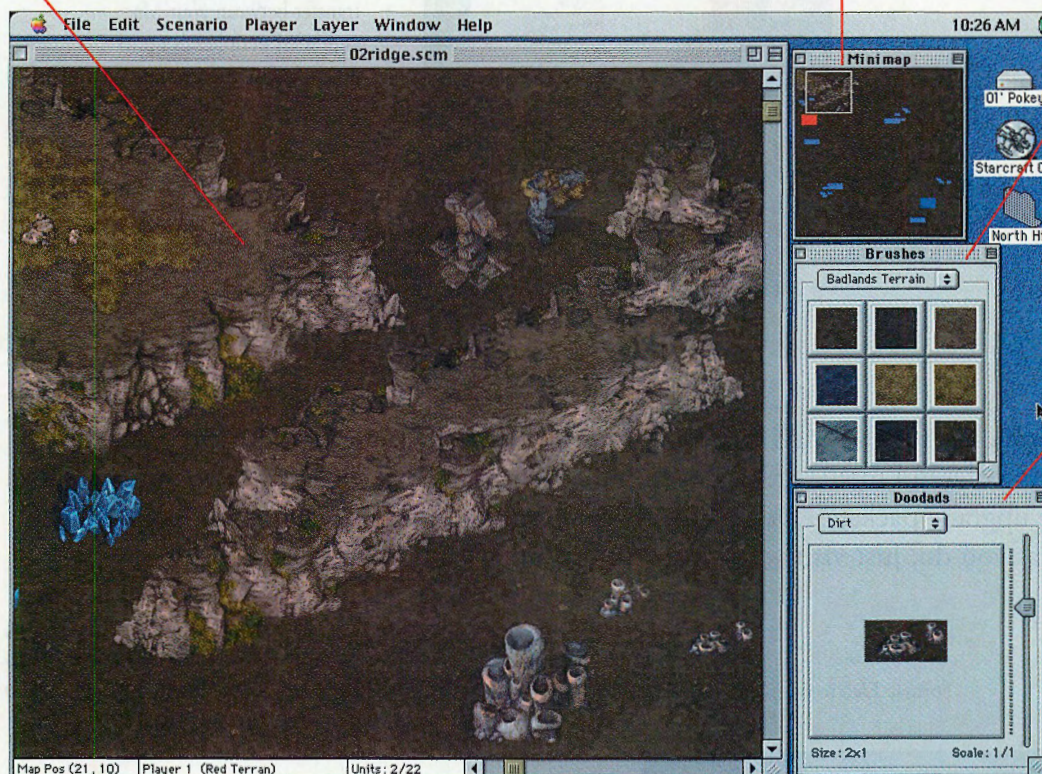 File Edit Scenario Player Layer Window Help
10:26 AM
02ridge.scm
Minimap
Ol' Pokey
Starcraft
North
Brushes
Badlands Terrain
Doodads
Dirt
Size: 2x1
Scale: 1/1
Map Pos (21, 10)
Player 1 (Red Terran)
Units: 2/22